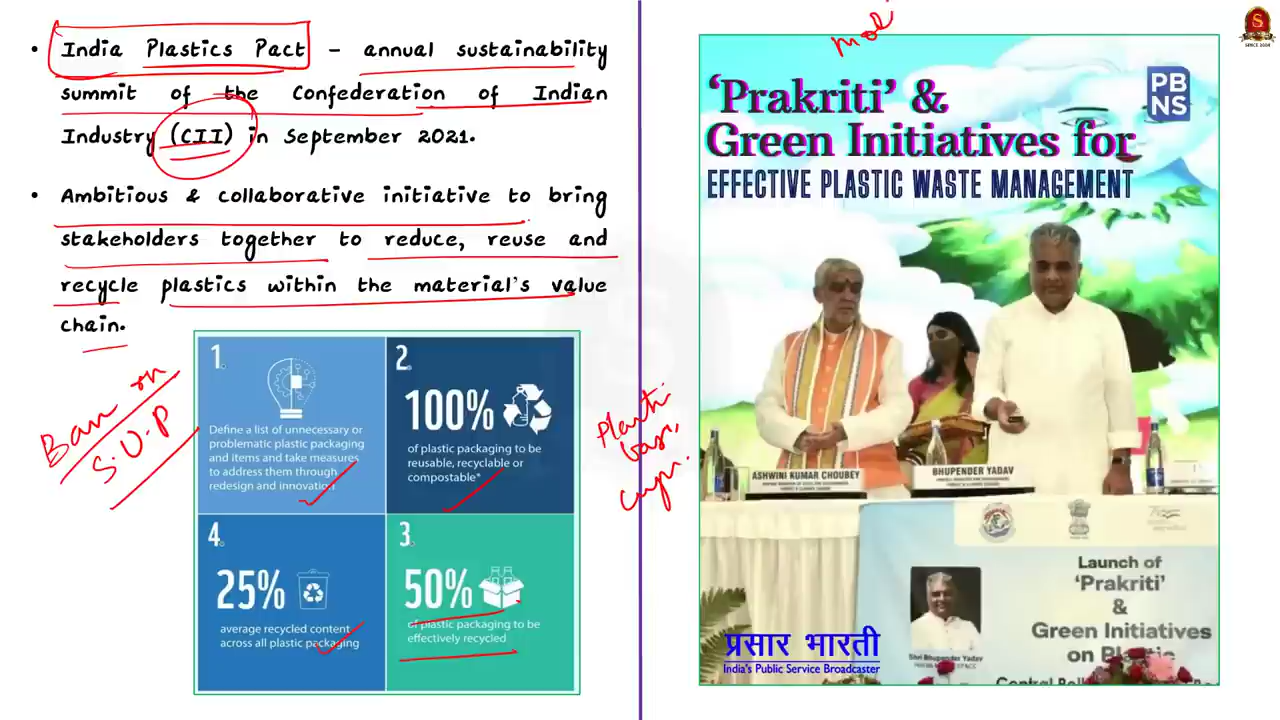 • India Plastics Pact – annual sustainability
summit of the Confederation of Indian
Industry (CII) in September 2021.
• Ambitious & collaborative initiative to bring
stakeholders together to reduce, reuse and
recycle plastics within the material's value
chain.
Ban on
S.U.P
1.
Define a list of unnecessary or
problematic plastic packaging
and items and take measures
to address them through
redesign and innovation
2.
100%
of plastic packaging to be
reusable, recyclable or
compostable*
4.
25%
average recycled content
across all plastic packaging
3.
50%
of plastic packaging to be
effectively recycled
S
SINCE 2004
'Prakriti' &
Green Initiatives for
EFFECTIVE PLASTIC WASTE MANAGEMENT
PB
NS
ASHWINI KUMAR CHOUBEY
BHUPENDER YADAV
Launch of
'Prakriti'
&
Green Initiatives
on Plastic
Shri Bhupender Yadav
प्रसार भारती
India's Public Service Broadcaster